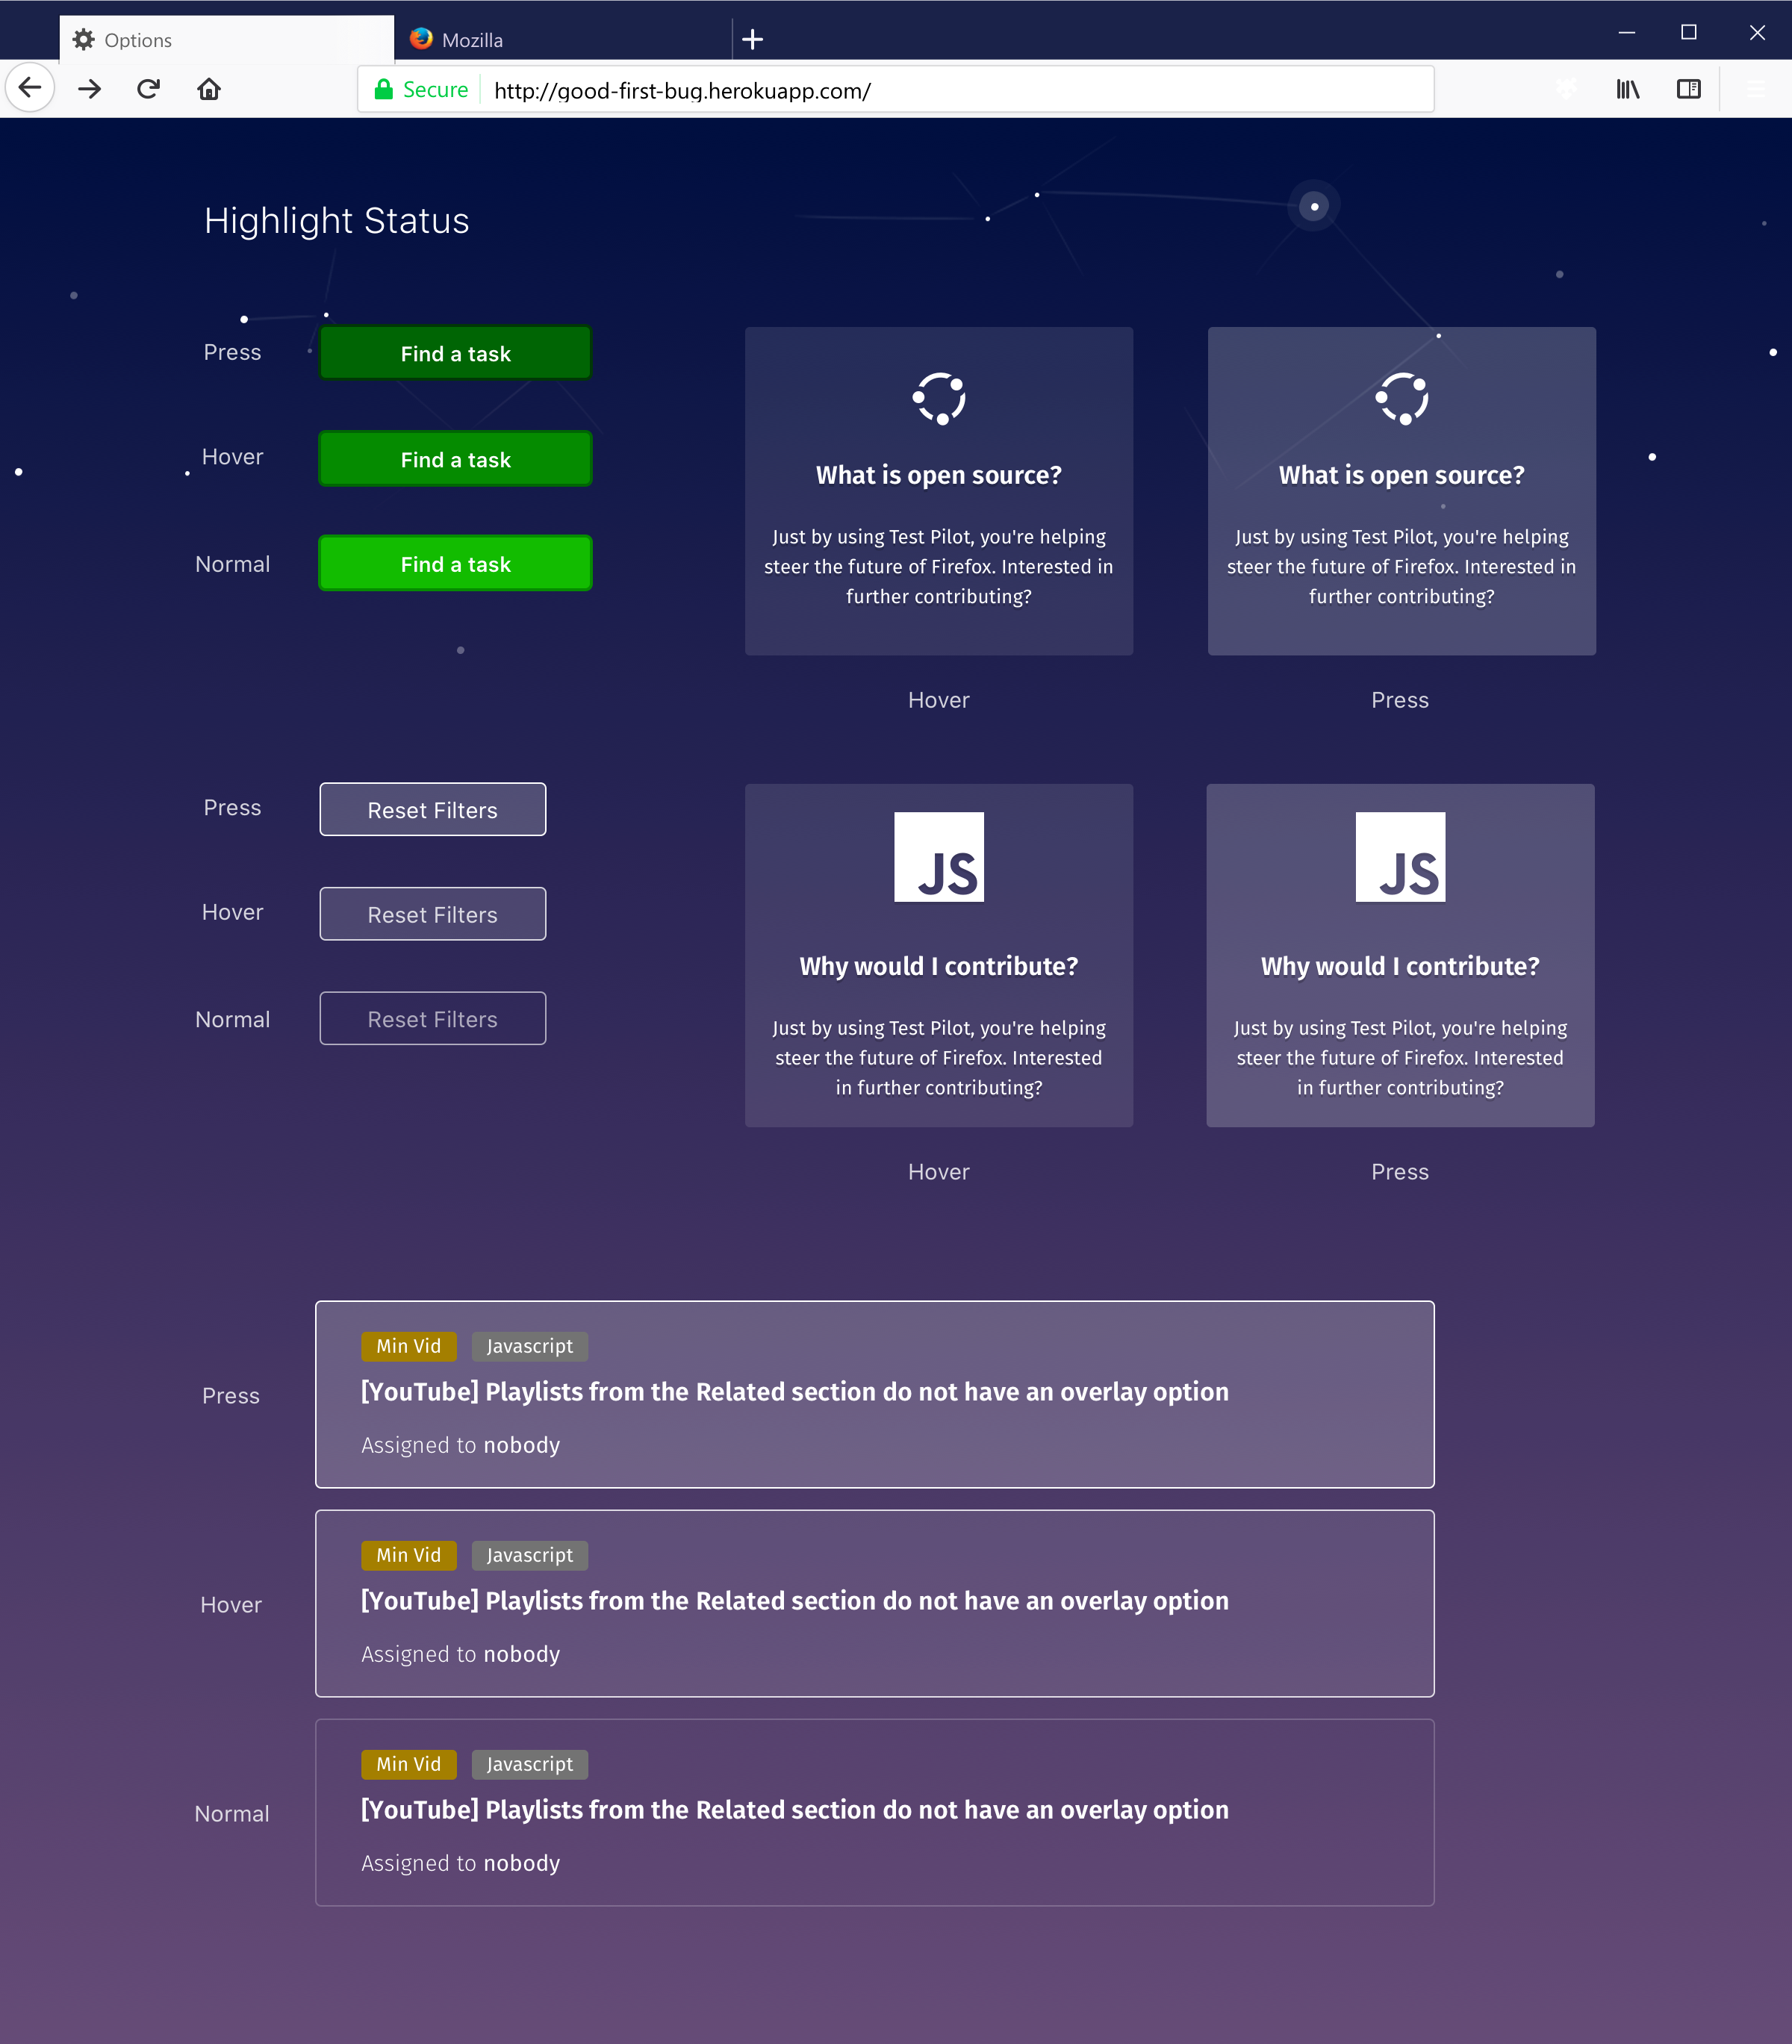 Options
Mozilla
Secure
http://good-first-bug.herokuapp.com/
Highlight Status
Press
Find a task
Hover
Find a task
Normal
Find a task
What is open source?
Just by using Test Pilot, you're helping
steer the future of Firefox. Interested in
further contributing?
Hover
What is open source?
Just by using Test Pilot, you're helping
steer the future of Firefox. Interested in
further contributing?
Press
Press
Reset Filters
Hover
Reset Filters
Normal
Reset Filters
JS
Why would I contribute?
Just by using Test Pilot, you're helping
steer the future of Firefox. Interested
in further contributing?
Hover
JS
Why would I contribute?
Just by using Test Pilot, you're helping
steer the future of Firefox. Interested
in further contributing?
Press
Press
Min Vid
Javascript
[YouTube] Playlists from the Related section do not have an overlay option
Assigned to nobody
Hover
Min Vid
Javascript
[YouTube] Playlists from the Related section do not have an overlay option
Assigned to nobody
Normal
Min Vid
Javascript
[YouTube] Playlists from the Related section do not have an overlay option
Assigned to nobody